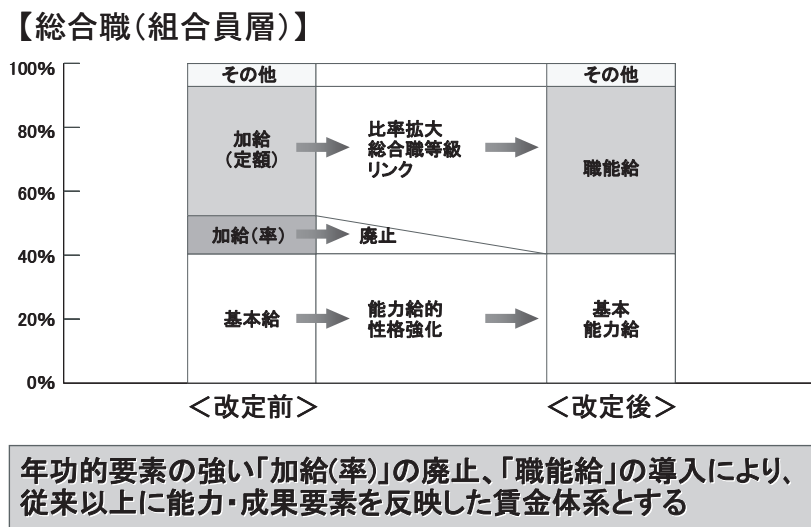 【総合職（組合員層）】
100%
80%
60%
40%
20%
0%
その他
加給
（定額）
加給（率）
基本給
比率拡大
総合職等級
リンク
廃止
能力給的
性格強化
その他
職能給
基本
能力給
＜改定前＞
＜改定後＞
年功的要素の強い「加給(率)」の廃止、「職能給」の導入により、
従来以上に能力・成果要素を反映した賃金体系とする